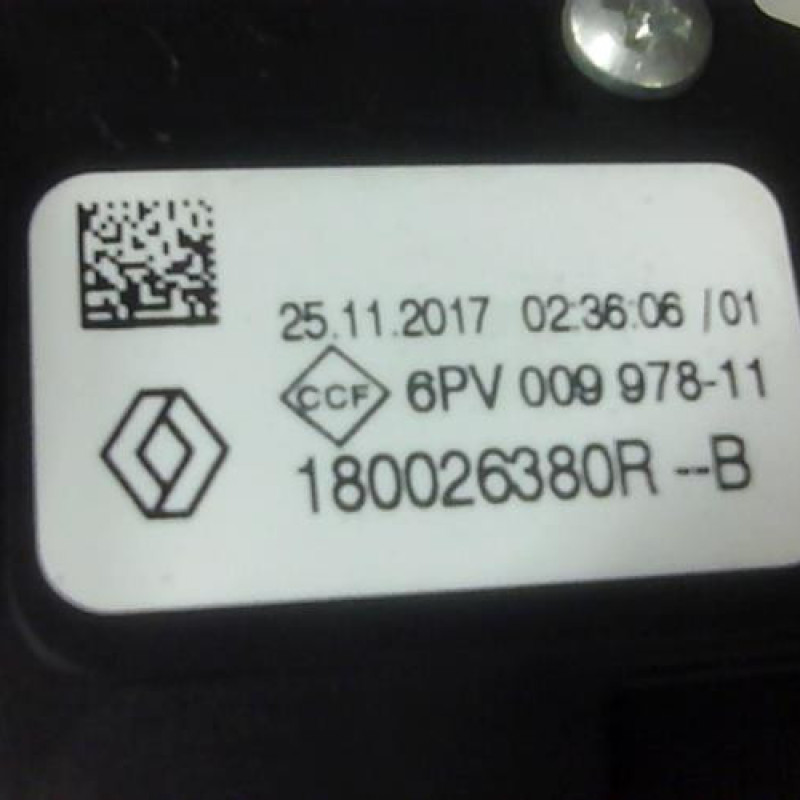 25.11.2017 02:36:06 /01
CCF 6PV 009 978-11
180026380R --B